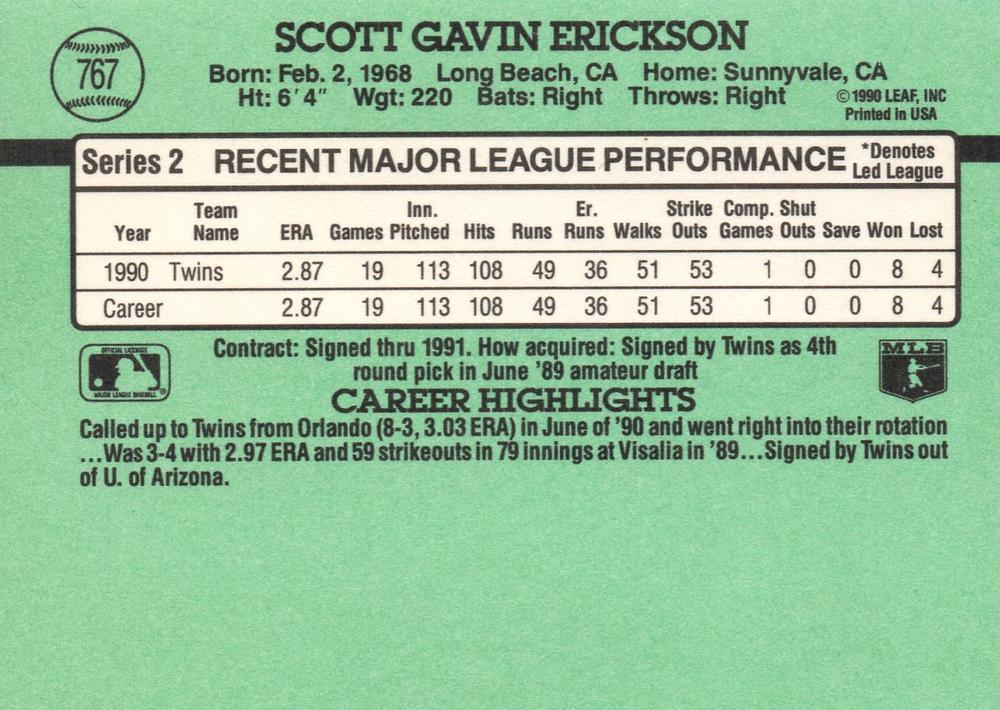 SCOTT GAVIN ERICKSON
767
Born: Feb. 2, 1968 Long Beach, CA Home: Sunnyvale, CA
Ht: 6'4" Wgt: 220 Bats: Right Throws: Right
© 1990 LEAF, INC
Printed in USA
Series 2 RECENT MAJOR LEAGUE PERFORMANCE *Denotes
Led League
Team Inn. Er. Strike Comp. Shut
Year Name ERA Games Pitched Hits Runs Runs Walks Outs Games Outs Save Won Lost
1990 Twins 2.87 19 113 108 49 36 51 53 1 0 0 8 4
Career 2.87 19 113 108 49 36 51 53 1 0 0 8 4
OFFICIAL LICENSEE
MAJOR LEAGUE BASEBALL®
MLB
Contract: Signed thru 1991. How acquired: Signed by Twins as 4th
round pick in June '89 amateur draft
CAREER HIGHLIGHTS
Called up to Twins from Orlando (8-3, 3.03 ERA) in June of '90 and went right into their rotation
...Was 3-4 with 2.97 ERA and 59 strikeouts in 79 innings at Visalia in '89...Signed by Twins out
of U. of Arizona.